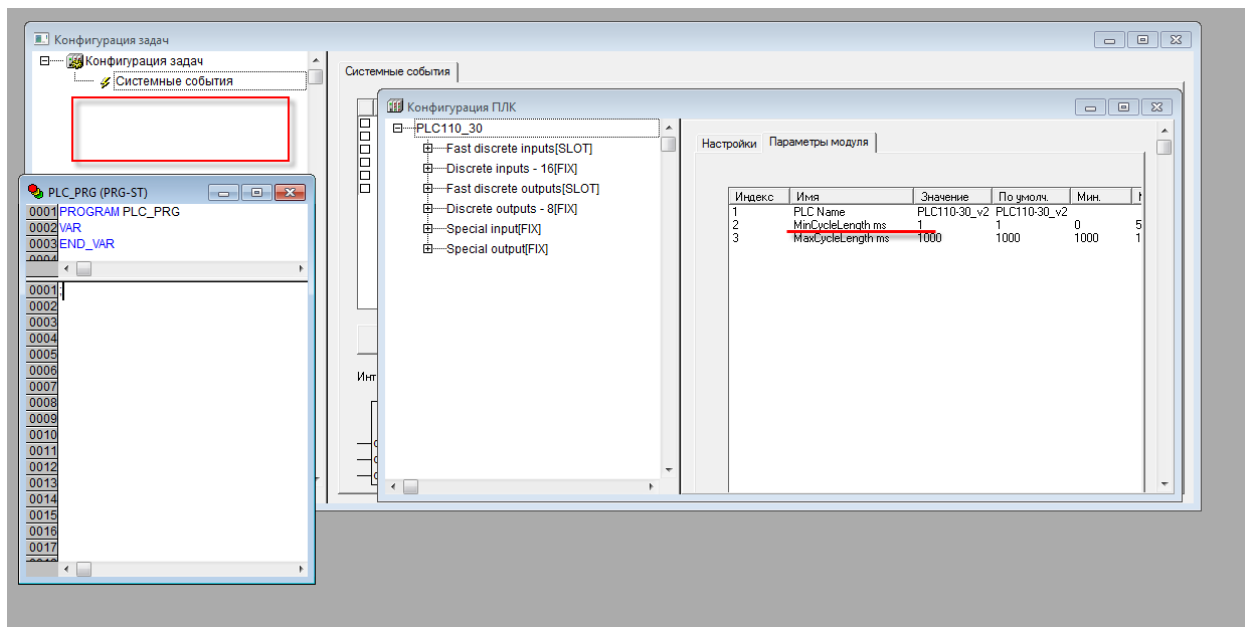 Конфигурация задач
Конфигурация задач
Системные события
Системные события
Конфигурация ПЛК
PLC110_30
Fast discrete inputs[SLOT]
Discrete inputs - 16[FIX]
Fast discrete outputs[SLOT]
Discrete outputs - 8[FIX]
Special input[FIX]
Special output[FIX]
Настройки Параметры модуля
Индекс Имя Значение По умолч. Мин.
1 PLC Name PLC110-30_v2 PLC110-30_v2
2 MinCycleLength ms 1 1 0 5
3 MaxCycleLength ms 1000 1000 1000 1
Инт
PLC_PRG (PRG-ST)
0001 PROGRAM PLC_PRG
0002 VAR
0003 END_VAR
0004
0001 ;
0002
0003
0004
0005
0006
0007
0008
0009
0010
0011
0012
0013
0014
0015
0016
0017